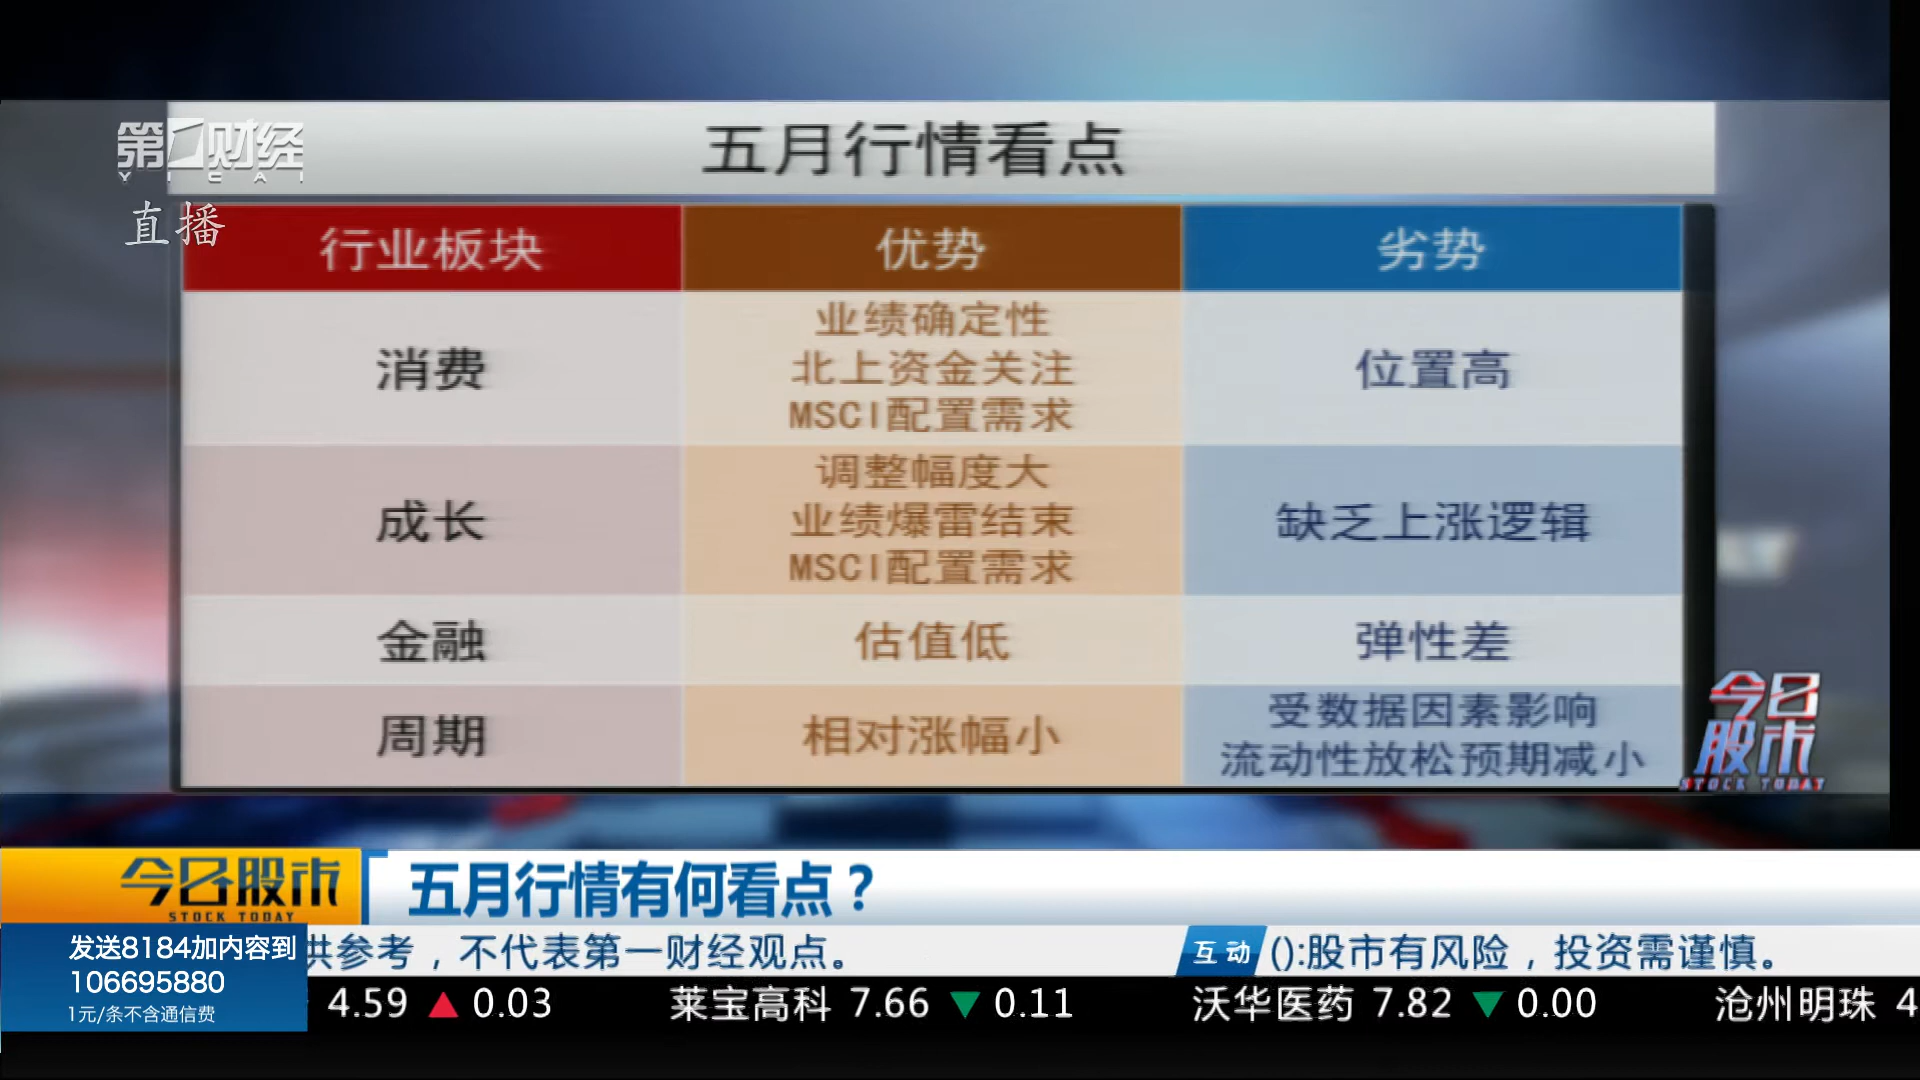 五月行情看点
第一财经
YICAI
直播
行业板块 优势 劣势
消费
业绩确定性
北上资金关注
MSCI配置需求
位置高
成长
调整幅度大
业绩爆雷结束
MSCI配置需求
缺乏上涨逻辑
金融 估值低 弹性差
周期
相对涨幅小
受数据因素影响
流动性放松预期减小
今日
股市
STOCK TODAY
今日股市
STOCK TODAY
五月行情有何看点？
供参考，不代表第一财经观点。 互动 ():股市有风险，投资需谨慎。
发送8184加内容到
106695880
1元/条不含通信费
4.59 ▲ 0.03 莱宝高科 7.66 ▼ 0.11 沃华医药 7.82 ▼ 0.00 沧州明珠 4